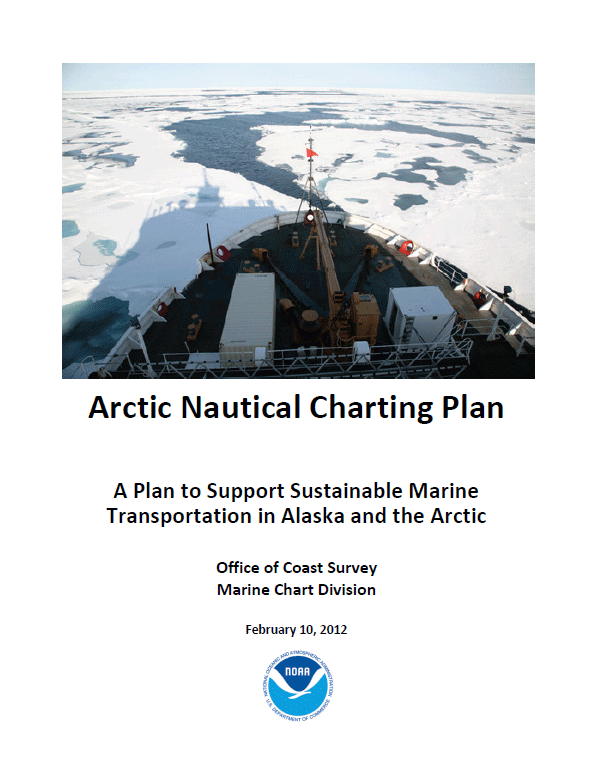 Arctic Nautical Charting Plan
A Plan to Support Sustainable Marine
Transportation in Alaska and the Arctic
Office of Coast Survey
Marine Chart Division
February 10, 2012
NATIONAL OCEANIC AND ATMOSPHERIC ADMINISTRATION
NOAA
U.S. DEPARTMENT OF COMMERCE